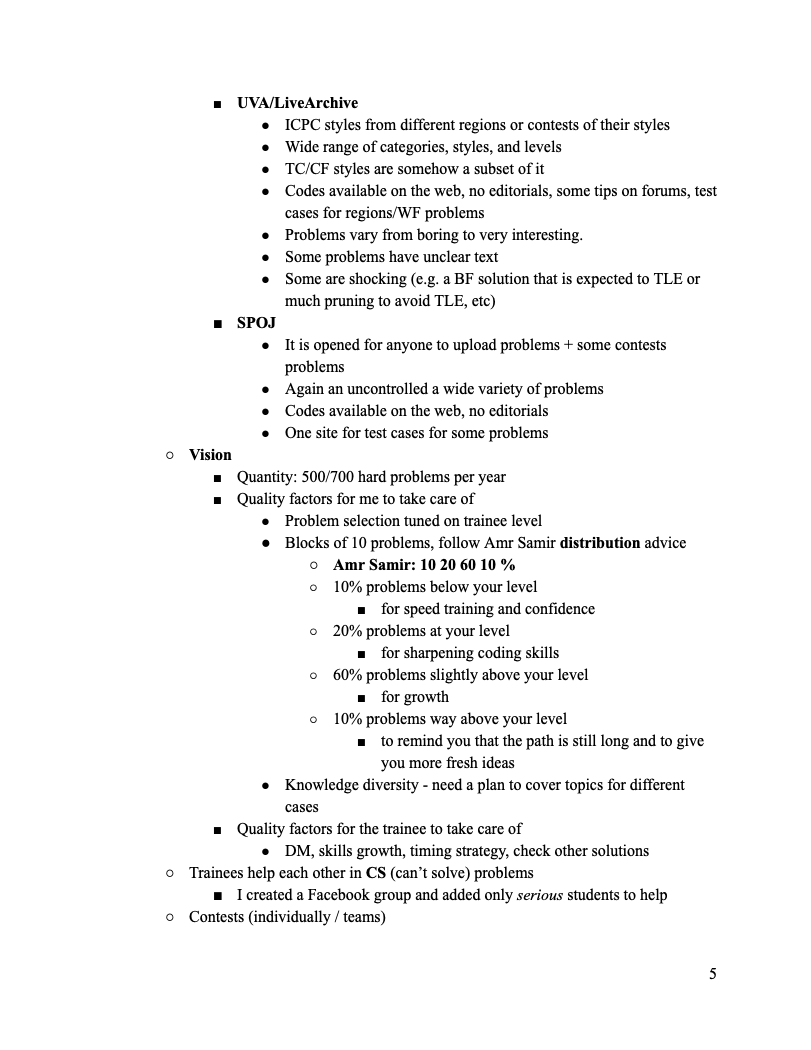 ■ UVA/LiveArchive
● ICPC styles from different regions or contests of their styles
● Wide range of categories, styles, and levels
● TC/CF styles are somehow a subset of it
● Codes available on the web, no editorials, some tips on forums, test
cases for regions/WF problems
● Problems vary from boring to very interesting.
● Some problems have unclear text
● Some are shocking (e.g. a BF solution that is expected to TLE or
much pruning to avoid TLE, etc)
■ SPOJ
● It is opened for anyone to upload problems + some contests
problems
● Again an uncontrolled a wide variety of problems
● Codes available on the web, no editorials
● One site for test cases for some problems
○ Vision
■ Quantity: 500/700 hard problems per year
■ Quality factors for me to take care of
● Problem selection tuned on trainee level
● Blocks of 10 problems, follow Amr Samir distribution advice
○ Amr Samir: 10 20 60 10 %
○ 10% problems below your level
■ for speed training and confidence
○ 20% problems at your level
■ for sharpening coding skills
○ 60% problems slightly above your level
■ for growth
○ 10% problems way above your level
■ to remind you that the path is still long and to give
you more fresh ideas
● Knowledge diversity - need a plan to cover topics for different
cases
■ Quality factors for the trainee to take care of
● DM, skills growth, timing strategy, check other solutions
○ Trainees help each other in CS (can’t solve) problems
■ I created a Facebook group and added only serious students to help
○ Contests (individually / teams)
5